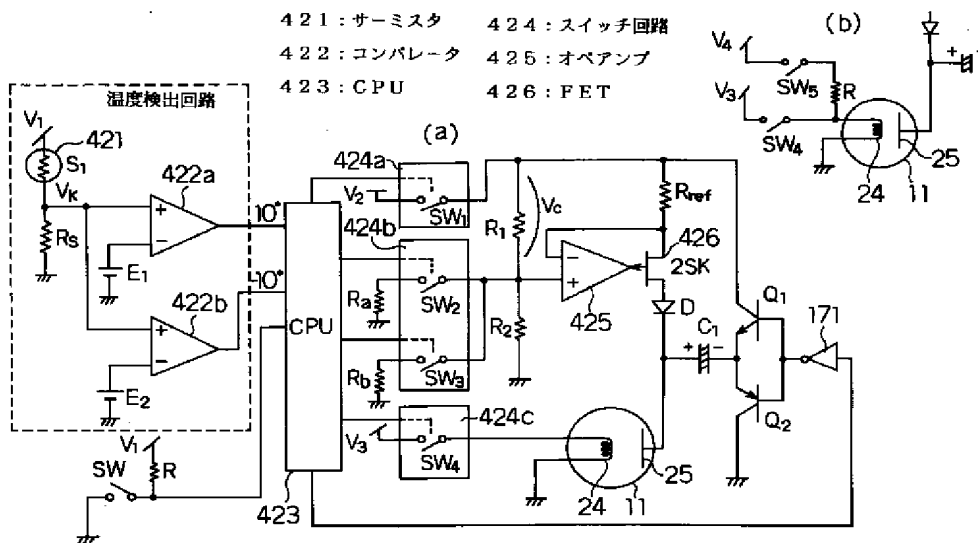 421：サーミスタ　424：スイッチ回路
422：コンパレータ　425：オペアンプ
423：CPU　426：FET
(b)
V4
SW5
R
V3
SW4
24
25
11
(a)
温度検出回路
V1
421
S1
VK
RS
422a
+
−
E1
10°
422b
+
−
E2
-10°
CPU
423
V1
SW
R
424a
V2
SW1
424b
Ra
SW2
Rb
SW3
424c
V3
SW4
R1
Vc
R2
Rref
−
+
425
426
2SK
D
C1
+
−
Q1
Q2
171
24
25
11